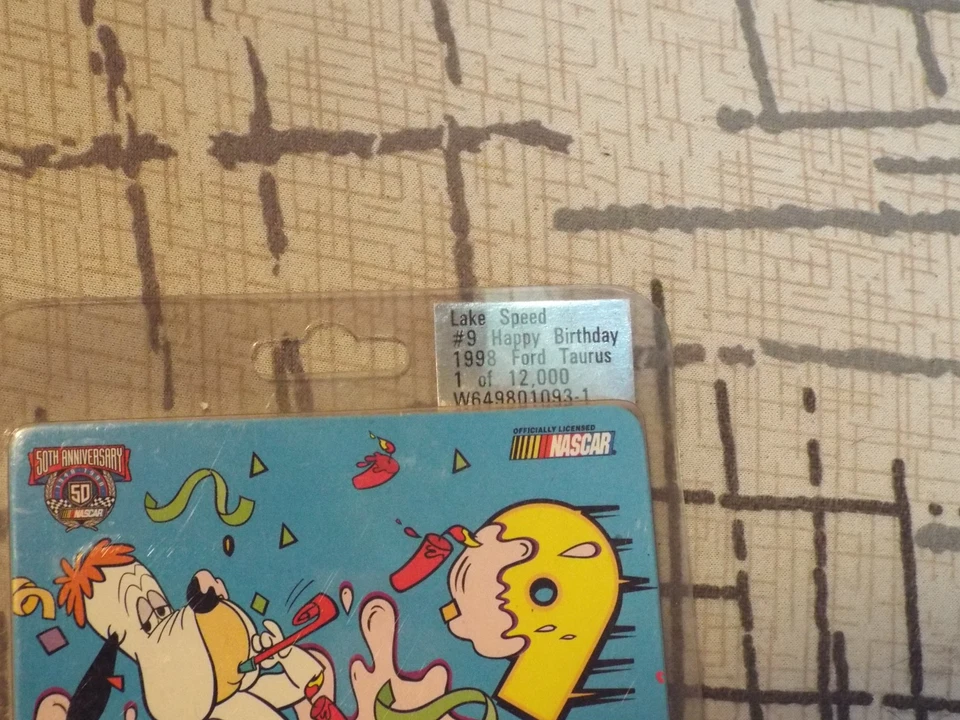 Lake Speed
#9 Happy Birthday
1998 Ford Taurus
1 of 12,000
W649801093-1
OFFICIALLY LICENSED
NASCAR
50TH ANNIVERSARY
50
NASCAR
9